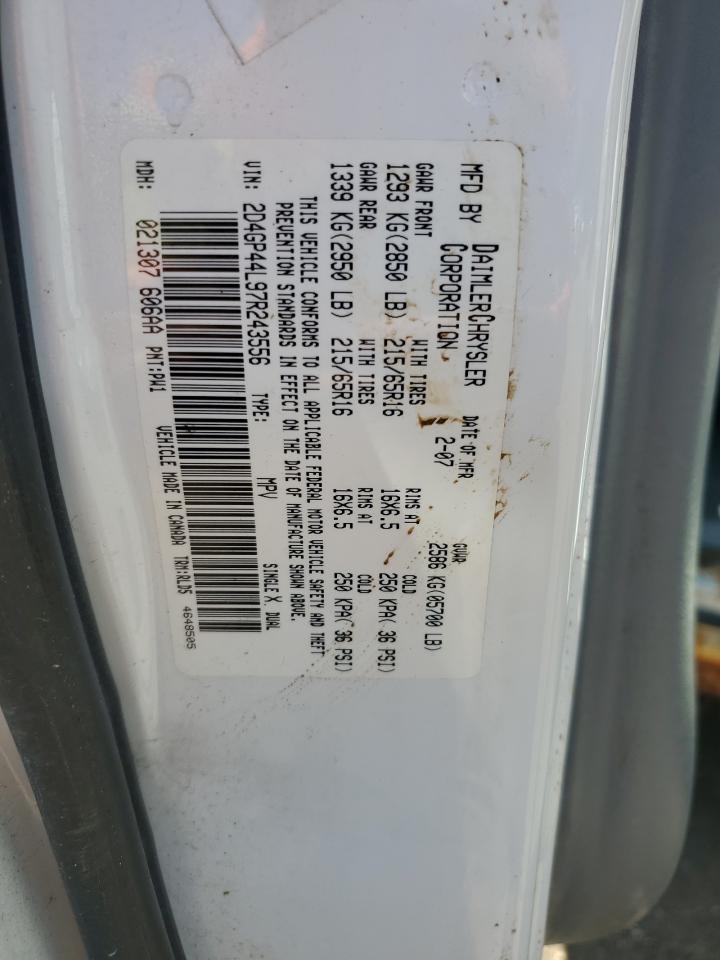 MFD BY DAIMLERCHRYSLER CORPORATION
DATE OF MFR GVWR
2-07 2586 KG(05700 LB)
GAWR FRONT WITH TIRES RIMS AT COLD
1293 KG(2850 LB) 215/65R16 16X6.5 250 KPA( 36 PSI)
GAWR REAR WITH TIRES RIMS AT COLD
1339 KG(2950 LB) 215/65R16 16X6.5 250 KPA( 36 PSI)
THIS VEHICLE CONFORMS TO ALL APPLICABLE FEDERAL MOTOR VEHICLE SAFETY AND THEFT
PREVENTION STANDARDS IN EFFECT ON THE DATE OF MANUFACTURE SHOWN ABOVE.
VIN: 2D4GP44L97R243556 TYPE: MPV SINGLE X DUAL
MDH: 021307 606AA PNT:PW1 VEHICLE MADE IN CANADA TRM:RLD5 4648505